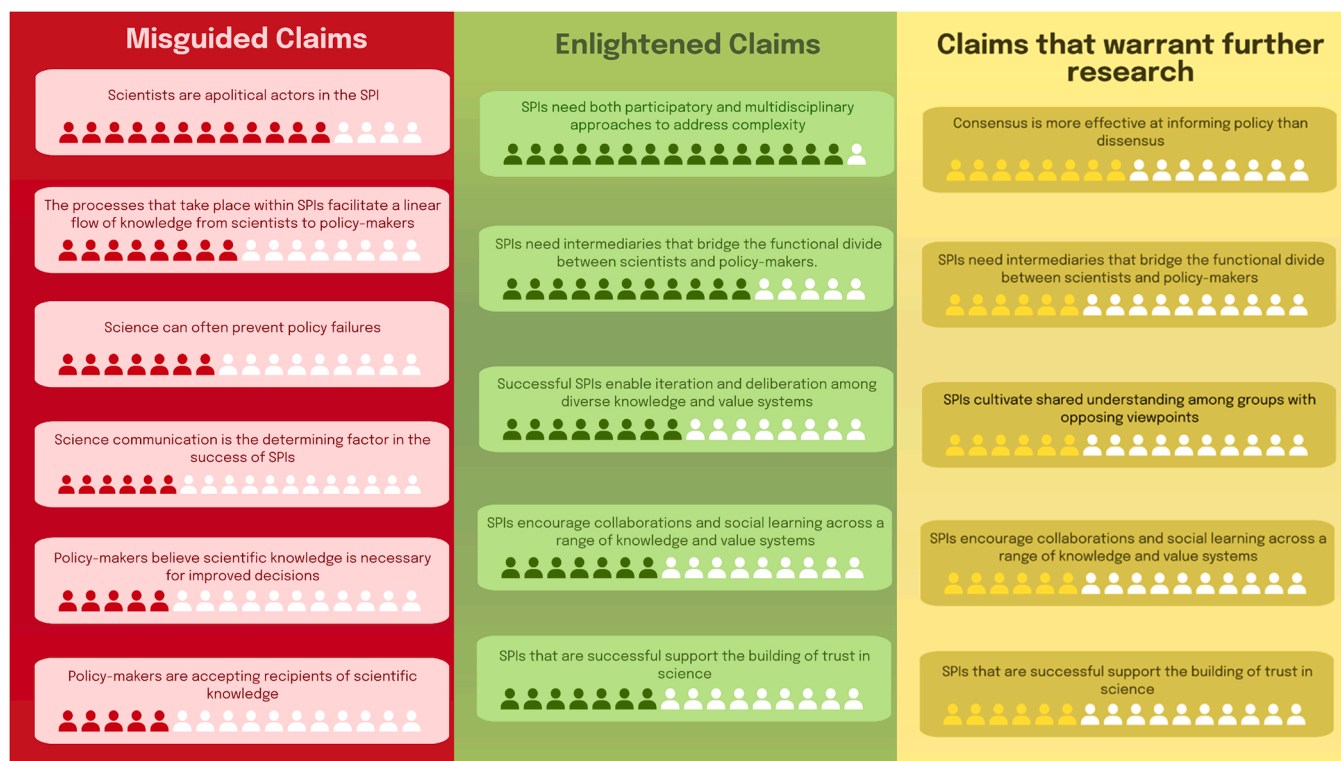 Misguided Claims
Scientists are apolitical actors in the SPI
The processes that take place within SPIs facilitate a linear
flow of knowledge from scientists to policy-makers
Science can often prevent policy failures
Science communication is the determining factor in the
success of SPIs
Policy-makers believe scientific knowledge is necessary
for improved decisions
Policy-makers are accepting recipients of scientific
knowledge
Enlightened Claims
SPIs need both participatory and multidisciplinary
approaches to address complexity
SPIs need intermediaries that bridge the functional divide
between scientists and policy-makers.
Successful SPIs enable iteration and deliberation among
diverse knowledge and value systems
SPIs encourage collaborations and social learning across a
range of knowledge and value systems
SPIs that are successful support the building of trust in
science
Claims that warrant further
research
Consensus is more effective at informing policy than
dissensus
SPIs need intermediaries that bridge the functional divide
between scientists and policy-makers
SPIs cultivate shared understanding among groups with
opposing viewpoints
SPIs encourage collaborations and social learning across a
range of knowledge and value systems
SPIs that are successful support the building of trust in
science